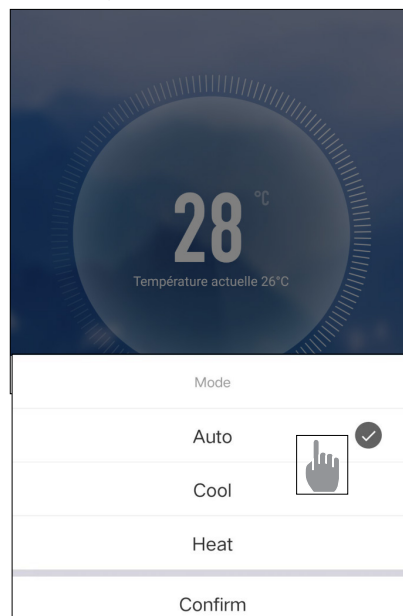 28 °C
Température actuelle 26°C
Mode
Auto
Cool
Heat
Confirm